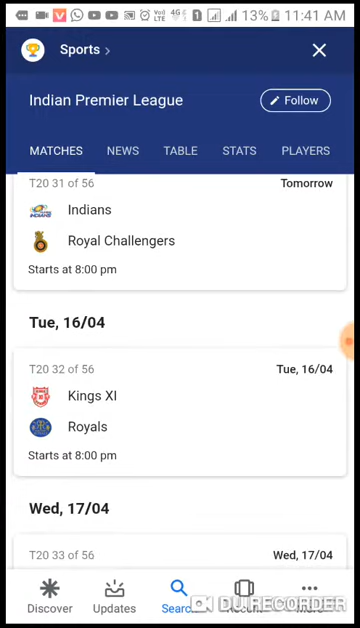 13% 11:41 AM
Sports >
Indian Premier League
Follow
MATCHES NEWS TABLE STATS PLAYERS
T20 31 of 56 Tomorrow
Indians
Royal Challengers
Starts at 8:00 pm
Tue, 16/04
T20 32 of 56 Tue, 16/04
Kings XI
Royals
Starts at 8:00 pm
Wed, 17/04
T20 33 of 56 Wed, 17/04
Discover Updates Search
DU RECORDER